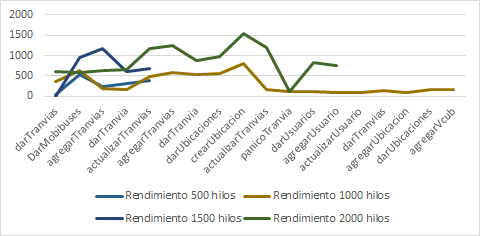 2000
1500
1000
500
0
darTranvias
DarMobibuses
agregarTranvias
darTranvia
actualizarTranvias
agregarTranvias
darTranvia
darUbicaciones
crearUbicacion
actualizarTranvias
panicoTranvia
darUsuarios
agregarUsuario
actualizarUsuario
darTranvias
agregarUbicacion
darUbicaciones
agregarVcub
Rendimiento 500 hilos
Rendimiento 1000 hilos
Rendimiento 1500 hilos
Rendimiento 2000 hilos